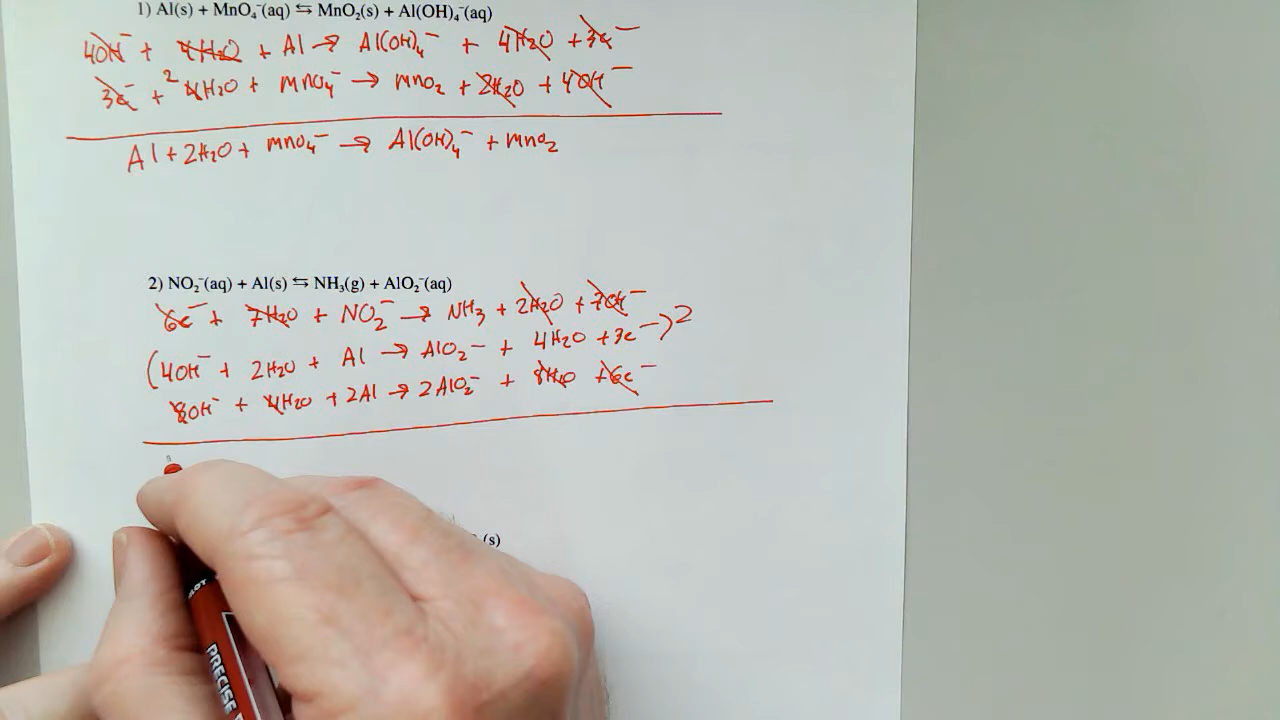 1) Al(s) + MnO₄⁻(aq) ⇆ MnO₂(s) + Al(OH)₄⁻(aq)
4OH⁻ + 4H₂O + Al → Al(OH)₄⁻ + 4H₂O + 3e⁻
3e⁻ + 2 4H₂O + mnO₄⁻ → mnO₂ + 2H₂O + 4OH⁻
Al + 2H₂O + mnO₄⁻ → Al(OH)₄⁻ + mnO₂
2) NO₂⁻(aq) + Al(s) ⇆ NH₃(g) + AlO₂⁻(aq)
6e⁻ + 7H₂O + NO₂⁻ → NH₃ + 2H₂O + 7OH⁻
(4OH⁻ + 2H₂O + Al → AlO₂⁻ + 4H₂O + 3e⁻)2
8OH⁻ + 4H₂O + 2Al → 2AlO₂⁻ + 8H₂O + 6e⁻
(s)
PILOT
PRECISE